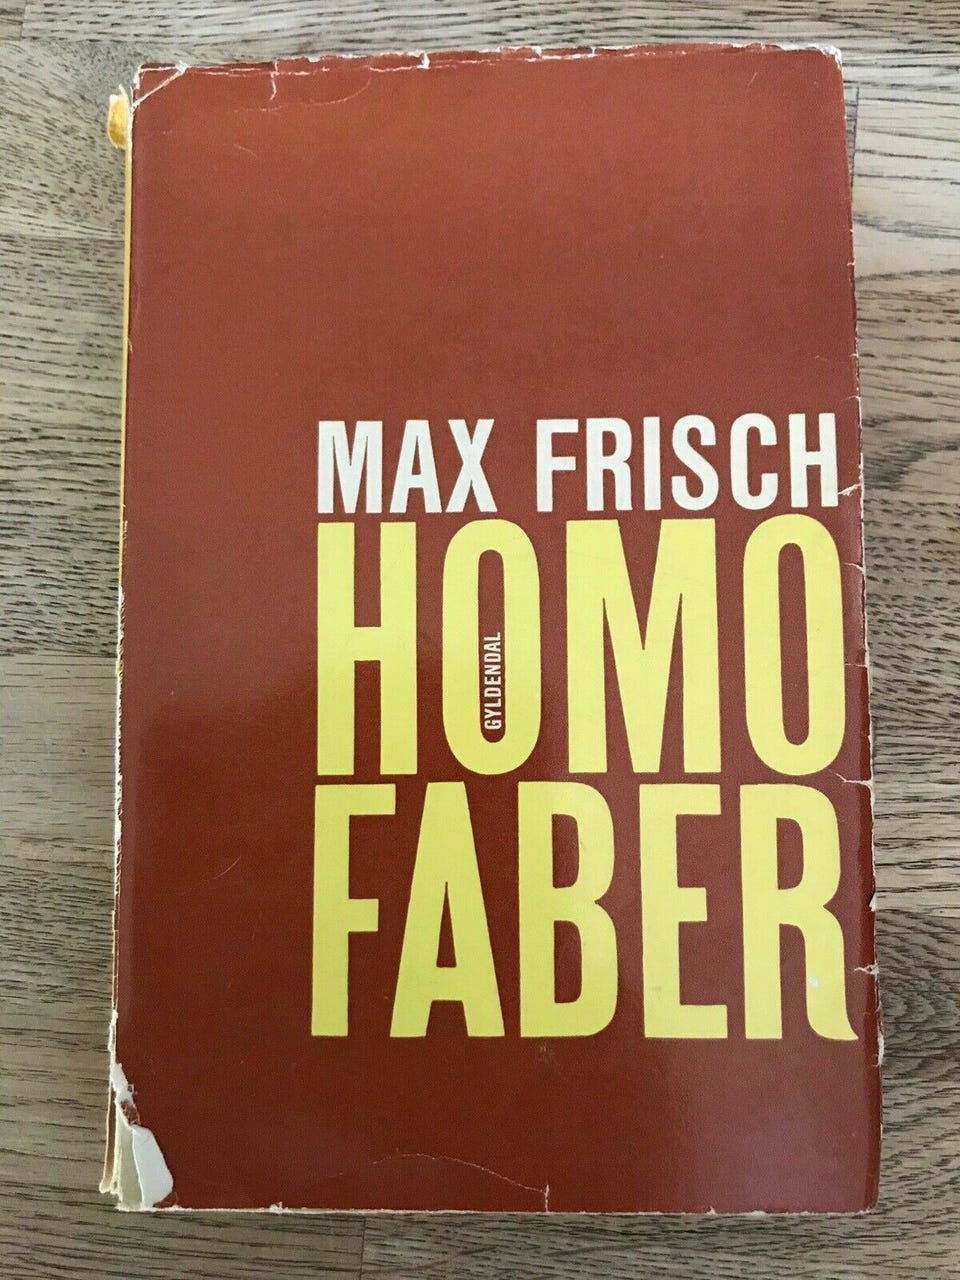 MAX FRISCH
HOMO
GYLDENDAL
FABER